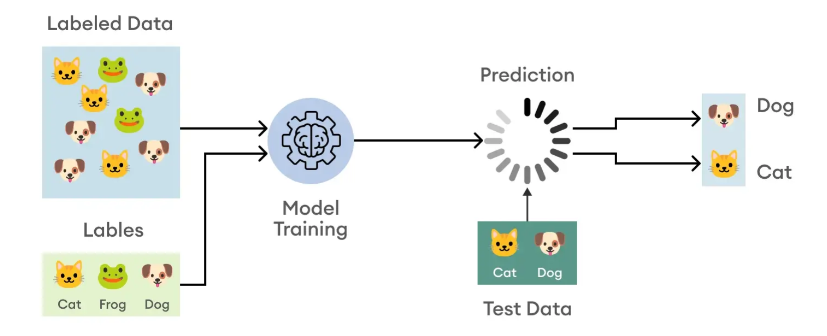 Labeled Data
Prediction
Dog
Cat
Model
Training
Lables
Cat Frog Dog
Cat Dog
Test Data